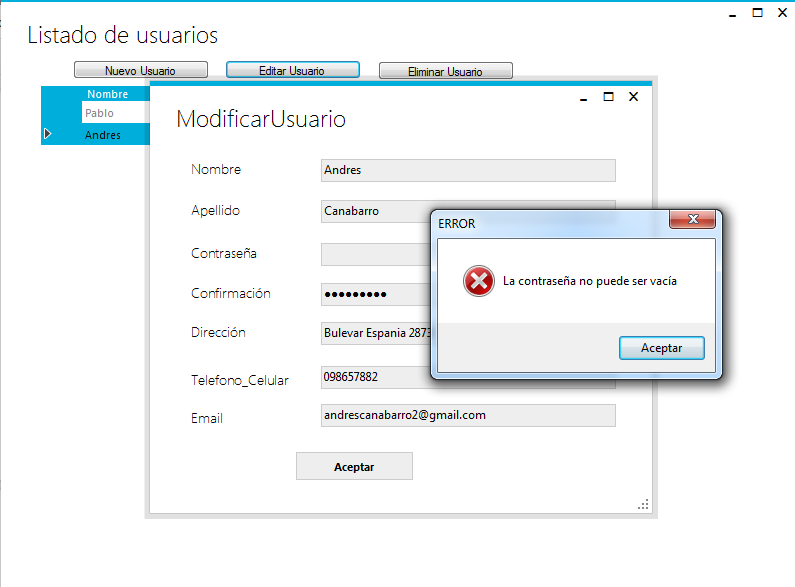 Listado de usuarios
Nuevo Usuario Editar Usuario Eliminar Usuario
Nombre
Pablo
Andres
ModificarUsuario
Nombre Andres
Apellido Canabarro
Contraseña
Confirmación ●●●●●●●●●
Dirección Bulevar Espania 2873
Telefono_Celular 098657882
Email andrescanabarro2@gmail.com
Aceptar
ERROR
La contraseña no puede ser vacía
Aceptar